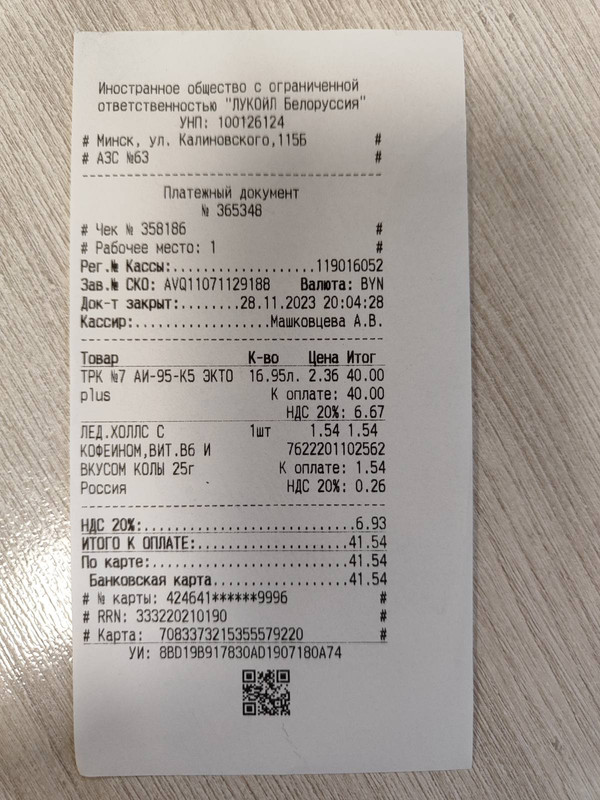 Иностранное общество с ограниченной
ответственностью "ЛУКОЙЛ Белоруссия"
УНП: 100126124
# Минск, ул. Калиновского,115Б #
# АЗС №63 #
Платежный документ
№ 365348
# Чек № 358186 #
# Рабочее место: 1 #
Рег.№ Кассы:...................119016052
Зав.№ СКО: AVQ11071129188 Валюта: BYN
Док-т закрыт:........28.11.2023 20:04:28
Кассир:..................Машковцева А.В.
Товар К-во Цена Итог
ТРК №7 АИ-95-К5 ЭКТО 16.95л. 2.36 40.00
plus К оплате: 40.00
НДС 20%: 6.67
ЛЕД.ХОЛЛС С 1шт 1.54 1.54
КОФЕИНОМ,ВИТ.В6 И 7622201102562
ВКУСОМ КОЛЫ 25г К оплате: 1.54
Россия НДС 20%: 0.26
НДС 20%:............................6.93
ИТОГО К ОПЛАТЕ:....................41.54
По карте:..........................41.54
Банковская карта..................41.54
# № карты: 424641******9996 #
# RRN: 333220210190 #
# Карта: 7083373215355579220 #
УИ: 8BD19B917830AD1907180A74